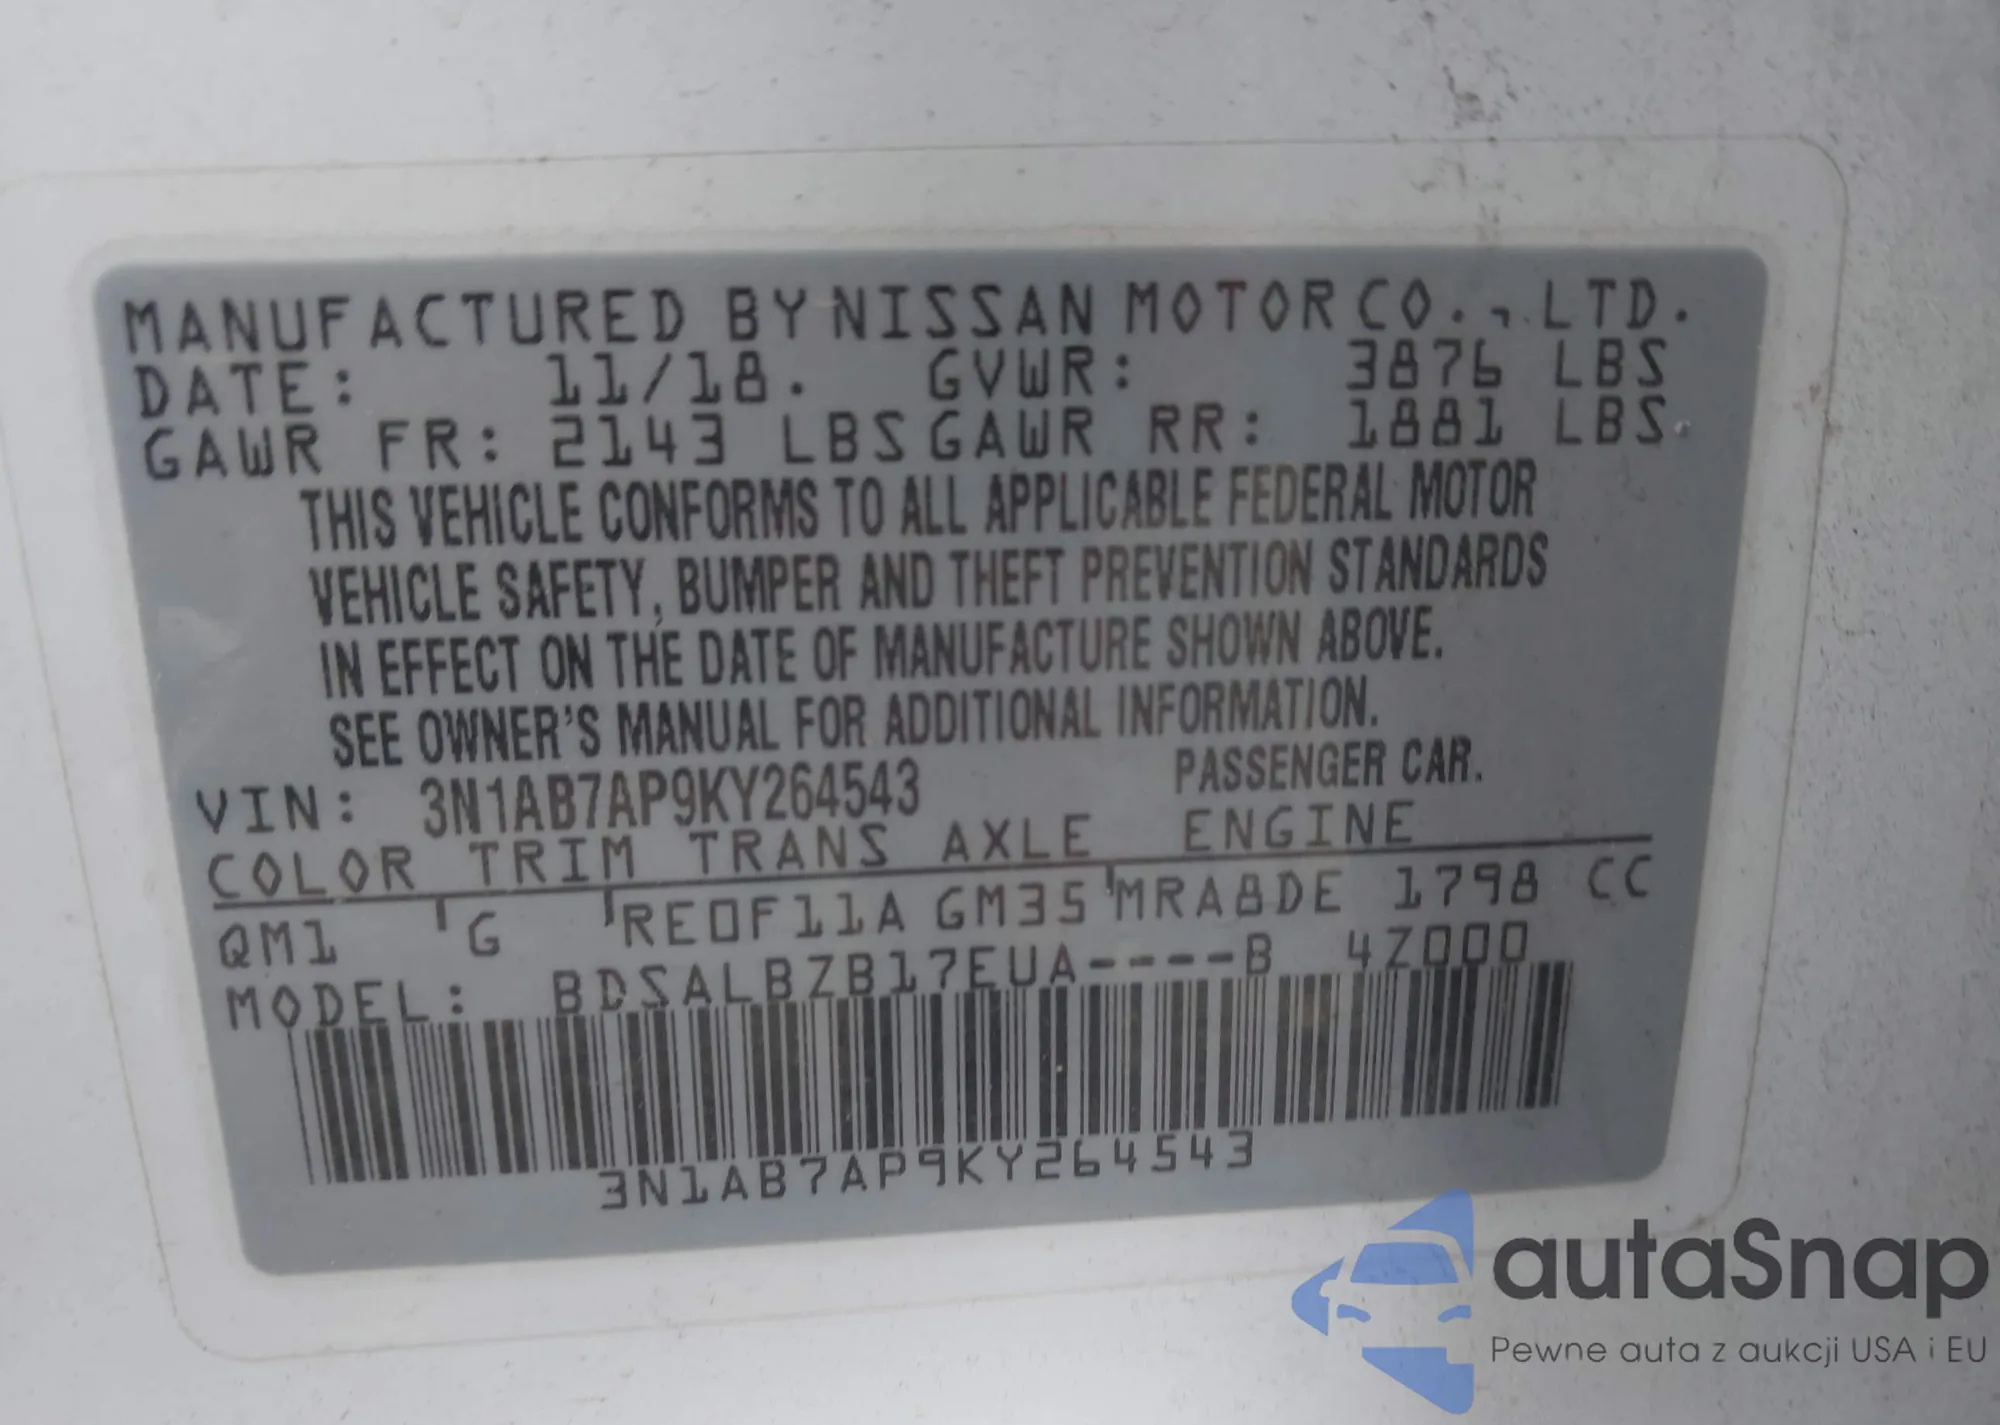 MANUFACTURED BY NISSAN MOTOR CO., LTD.
DATE: 11/18. GVWR: 3876 LBS
GAWR FR: 2143 LBS GAWR RR: 1881 LBS.
THIS VEHICLE CONFORMS TO ALL APPLICABLE FEDERAL MOTOR
VEHICLE SAFETY, BUMPER AND THEFT PREVENTION STANDARDS
IN EFFECT ON THE DATE OF MANUFACTURE SHOWN ABOVE.
SEE OWNER'S MANUAL FOR ADDITIONAL INFORMATION.
VIN: 3N1AB7AP9KY264543 PASSENGER CAR.
COLOR TRIM TRANS AXLE ENGINE
QM1 G RE0F11A GM35 MRA8DE 1798 CC
MODEL: BDSALBZB17EUA----B 4Z000
3N1AB7AP9KY264543
autaSnap
Pewne auta z aukcji USA i EU